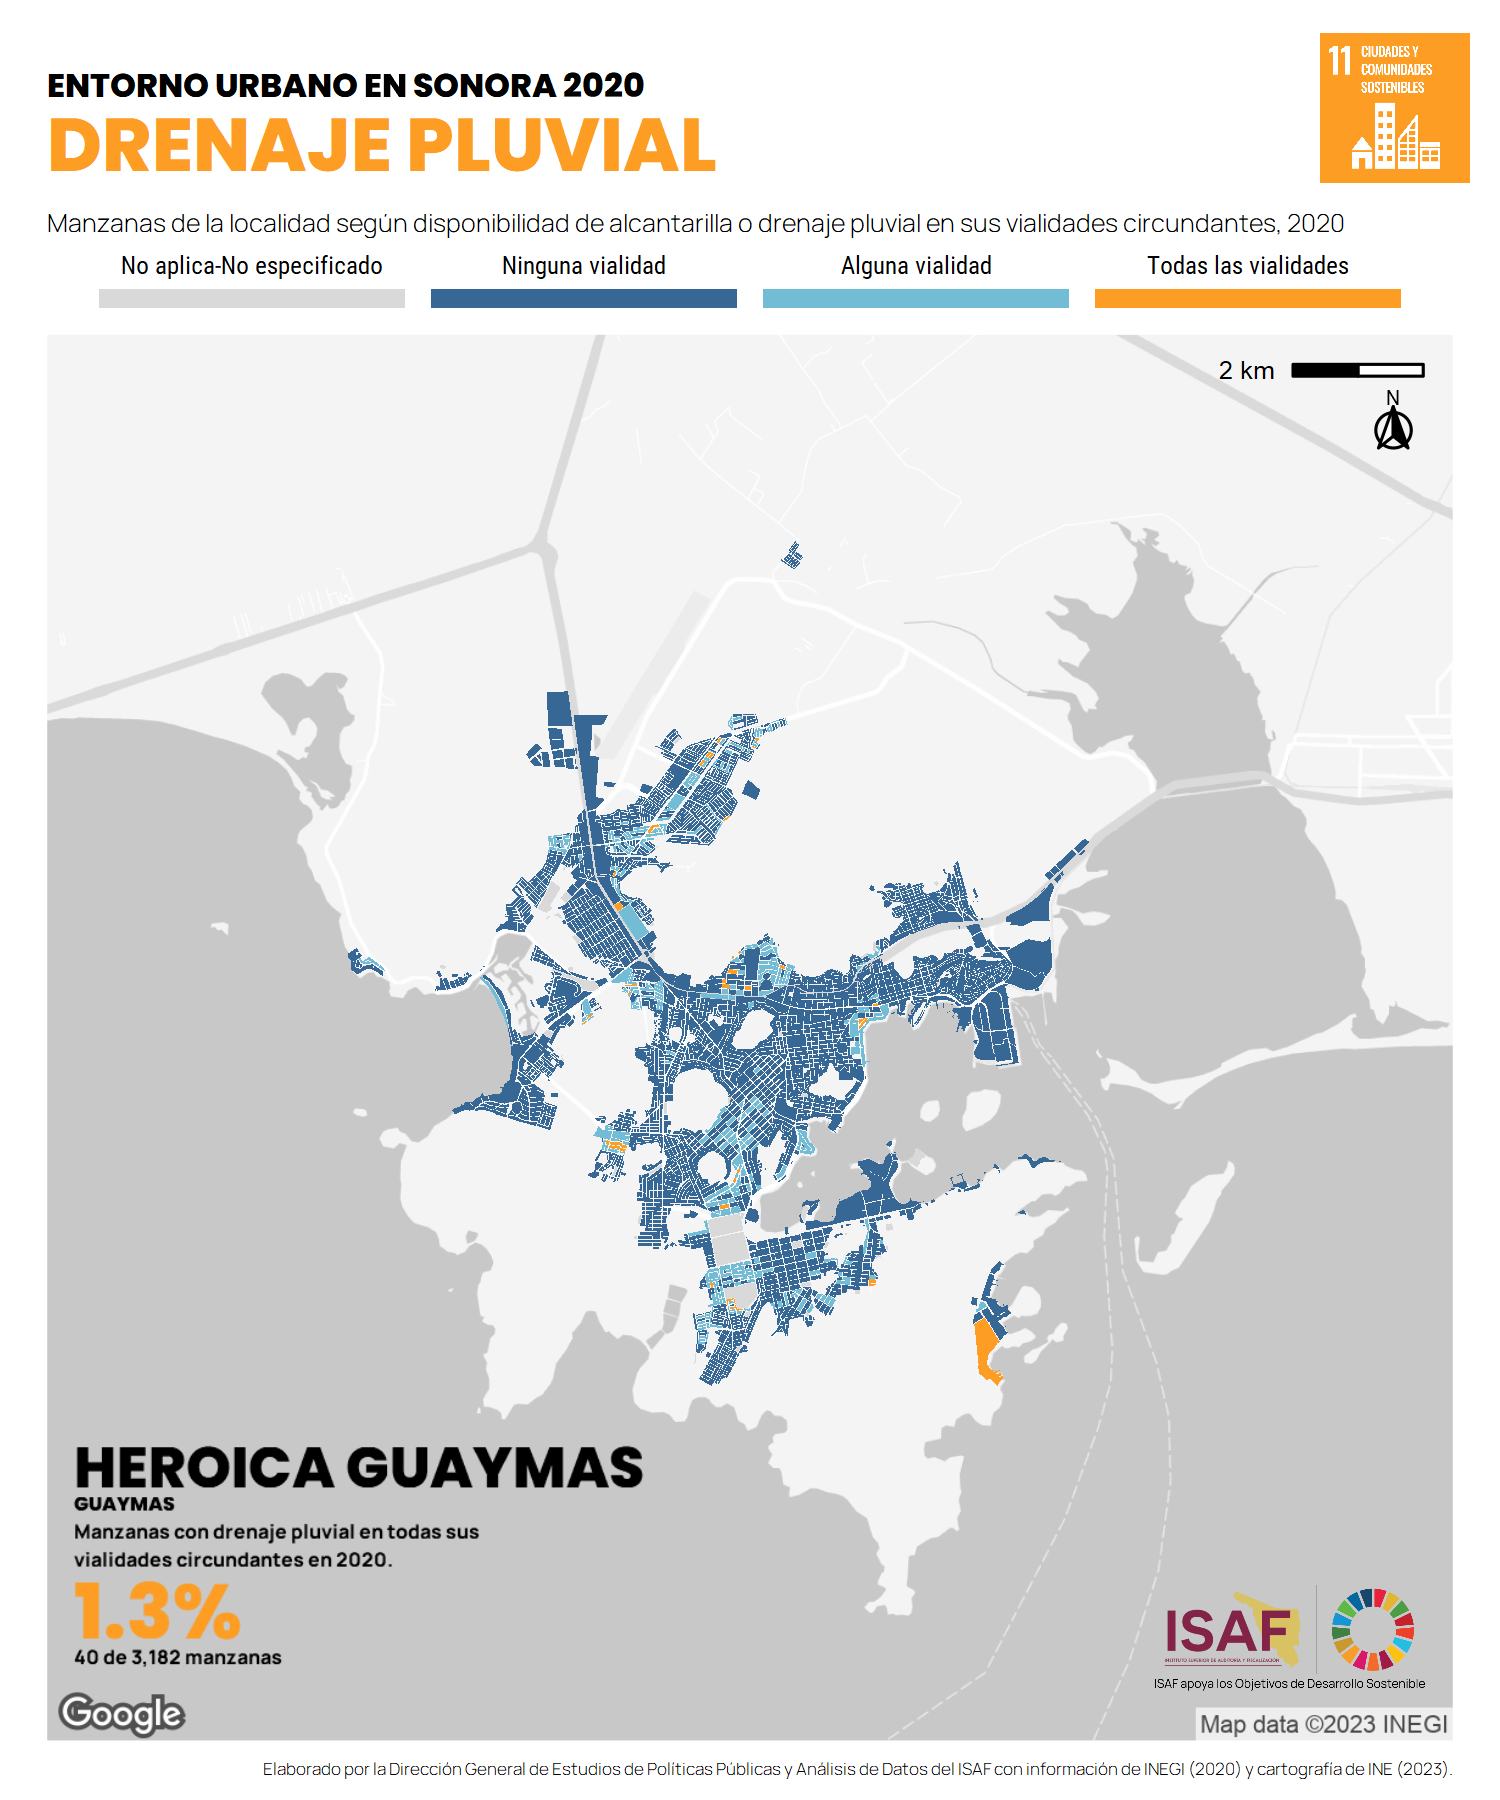 ENTORNO URBANO EN SONORA 2020
DRENAJE PLUVIAL
11 CIUDADES Y
COMUNIDADES
SOSTENIBLES
Manzanas de la localidad según disponibilidad de alcantarilla o drenaje pluvial en sus vialidades circundantes, 2020
No aplica-No especificado
Ninguna vialidad
Alguna vialidad
Todas las vialidades
2 km
N
HEROICA GUAYMAS
GUAYMAS
Manzanas con drenaje pluvial en todas sus
vialidades circundantes en 2020.
1.3%
40 de 3,182 manzanas
ISAF
INSTITUTO SUPERIOR DE AUDITORÍA Y FISCALIZACIÓN
ISAF apoya los Objetivos de Desarrollo Sostenible
Google
Map data ©2023 INEGI
Elaborado por la Dirección General de Estudios de Políticas Públicas y Análisis de Datos del ISAF con información de INEGI (2020) y cartografía de INE (2023).